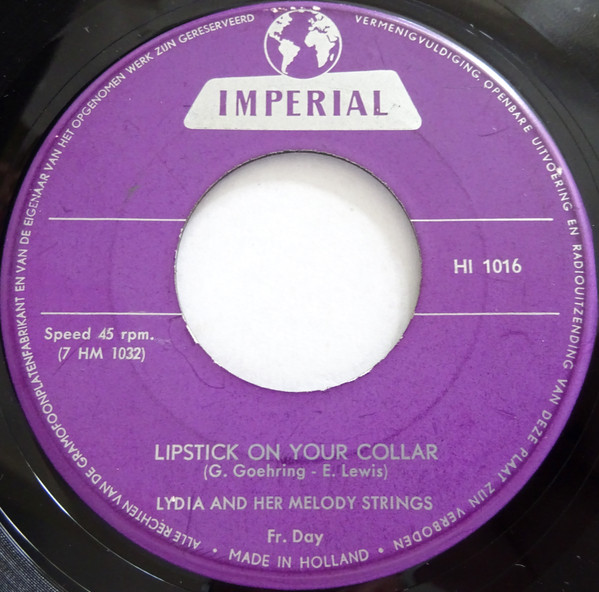 ALLE RECHTEN VAN DE GRAMOFOONPLATENFABRIKANT EN VAN DE EIGENAAR VAN HET OPGENOMEN WERK ZIJN GERESERVEERD
VERMENIGVULDIGING, OPENBARE UITVOERING EN RADIOUITZENDING VAN DEZE PLAAT ZIJN VERBODEN
IMPERIAL
HI 1016
Speed 45 rpm.
(7 HM 1032)
LIPSTICK ON YOUR COLLAR
(G. Goehring - E. Lewis)
LYDIA AND HER MELODY STRINGS
Fr. Day
• MADE IN HOLLAND •